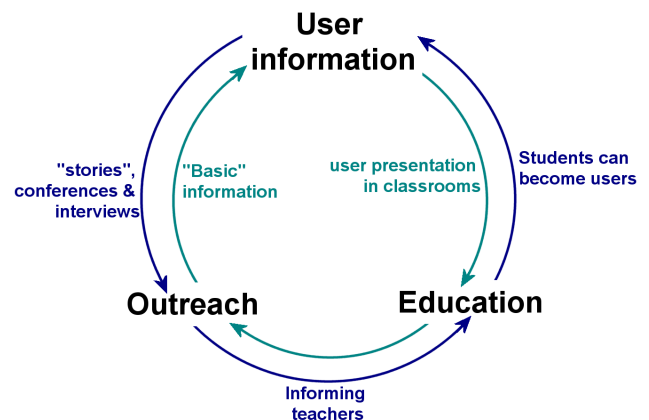 User
information
"stories",
conferences &
interviews
"Basic"
information
user presentation
in classrooms
Students can
become users
Outreach
Education
Informing
teachers